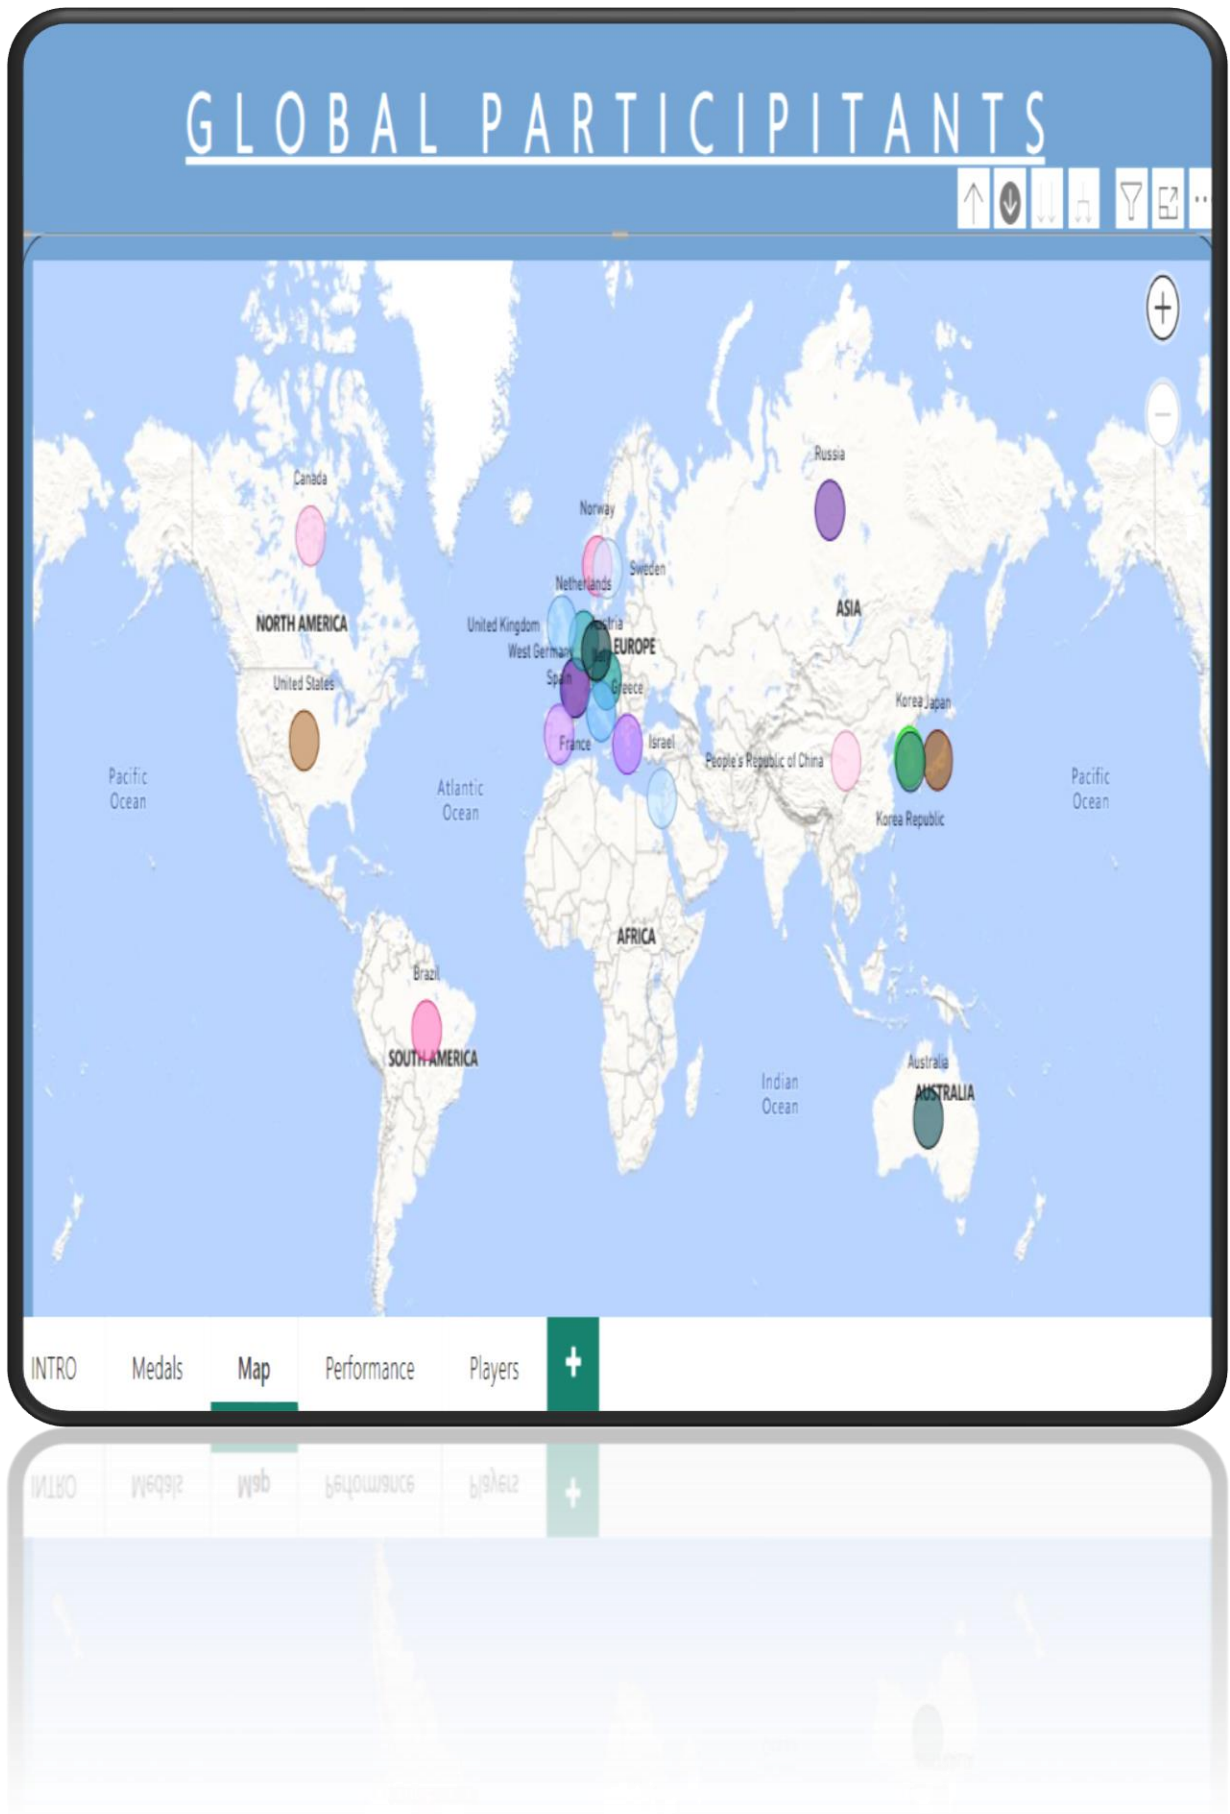 GLOBAL PARTICIPITANTS
Russia
Canada
Norway
Sweden
Netherlands
ASIA
NORTH AMERICA
United Kingdom
EUROPE
West Germany
Spain
United States
Greece
Korea
Japan
France
Israel
People's Republic of China
Pacific
Ocean
Atlantic
Ocean
Pacific
Ocean
Korea Republic
AFRICA
Brazil
SOUTH AMERICA
Australia
AUSTRALIA
Indian
Ocean
INTRO
Medals
Map
Performance
Players